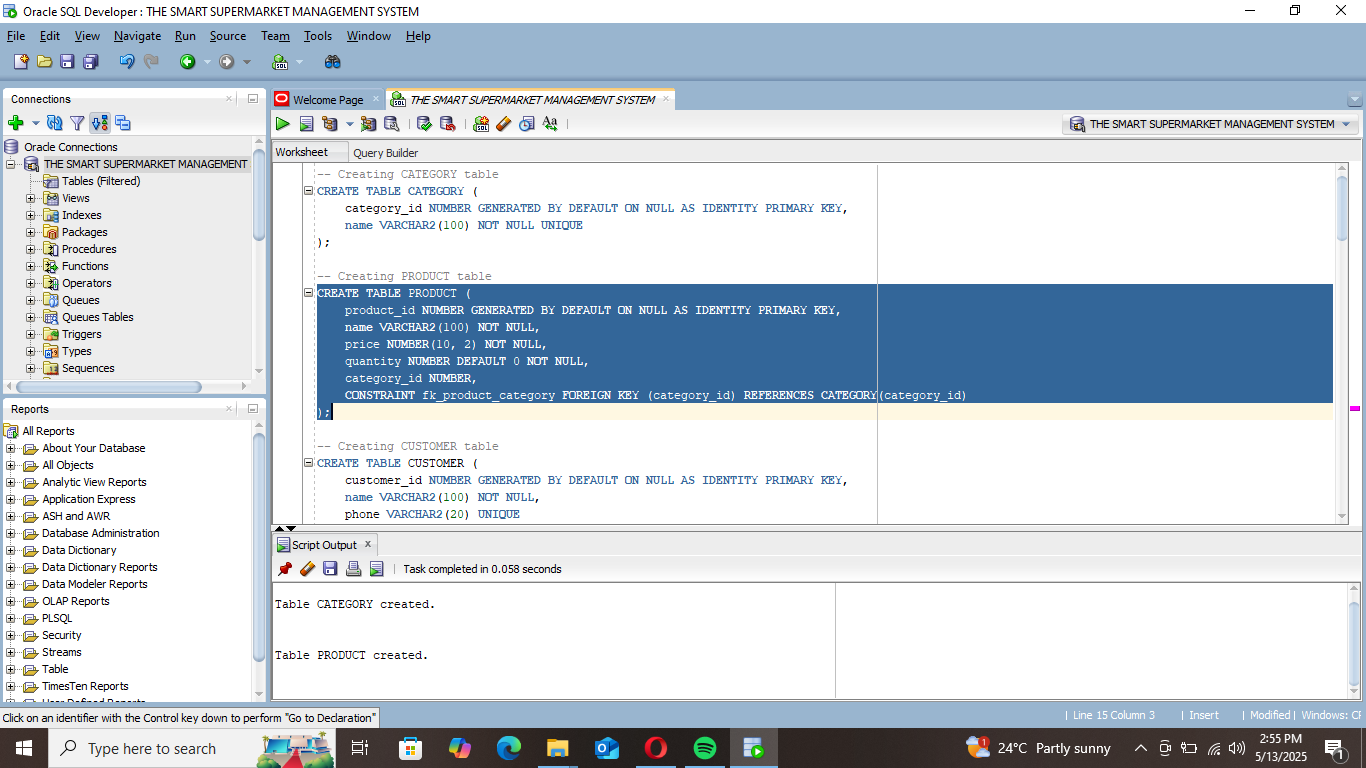 Oracle SQL Developer : THE SMART SUPERMARKET MANAGEMENT SYSTEM
File Edit View Navigate Run Source Team Tools Window Help
Connections
Oracle Connections
THE SMART SUPERMARKET MANAGEMENT
Tables (Filtered)
Views
Indexes
Packages
Procedures
Functions
Operators
Queues
Queues Tables
Triggers
Types
Sequences
Reports
All Reports
About Your Database
All Objects
Analytic View Reports
Application Express
ASH and AWR
Database Administration
Data Dictionary
Data Dictionary Reports
Data Modeler Reports
OLAP Reports
PLSQL
Security
Streams
Table
TimesTen Reports
User Defined Reports
Welcome Page
THE SMART SUPERMARKET MANAGEMENT SYSTEM
THE SMART SUPERMARKET MANAGEMENT SYSTEM
Worksheet Query Builder
-- Creating CATEGORY table
CREATE TABLE CATEGORY (
category_id NUMBER GENERATED BY DEFAULT ON NULL AS IDENTITY PRIMARY KEY,
name VARCHAR2(100) NOT NULL UNIQUE
);
-- Creating PRODUCT table
CREATE TABLE PRODUCT (
product_id NUMBER GENERATED BY DEFAULT ON NULL AS IDENTITY PRIMARY KEY,
name VARCHAR2(100) NOT NULL,
price NUMBER(10, 2) NOT NULL,
quantity NUMBER DEFAULT 0 NOT NULL,
category_id NUMBER,
CONSTRAINT fk_product_category FOREIGN KEY (category_id) REFERENCES CATEGORY(category_id)
);
-- Creating CUSTOMER table
CREATE TABLE CUSTOMER (
customer_id NUMBER GENERATED BY DEFAULT ON NULL AS IDENTITY PRIMARY KEY,
name VARCHAR2(100) NOT NULL,
phone VARCHAR2(20) UNIQUE
Script Output
Task completed in 0.058 seconds
Table CATEGORY created.
Table PRODUCT created.
Click on an identifier with the Control key down to perform "Go to Declaration"
Line 15 Column 3 Insert Modified Windows: CF
Type here to search
24°C Partly sunny
2:55 PM
5/13/2025